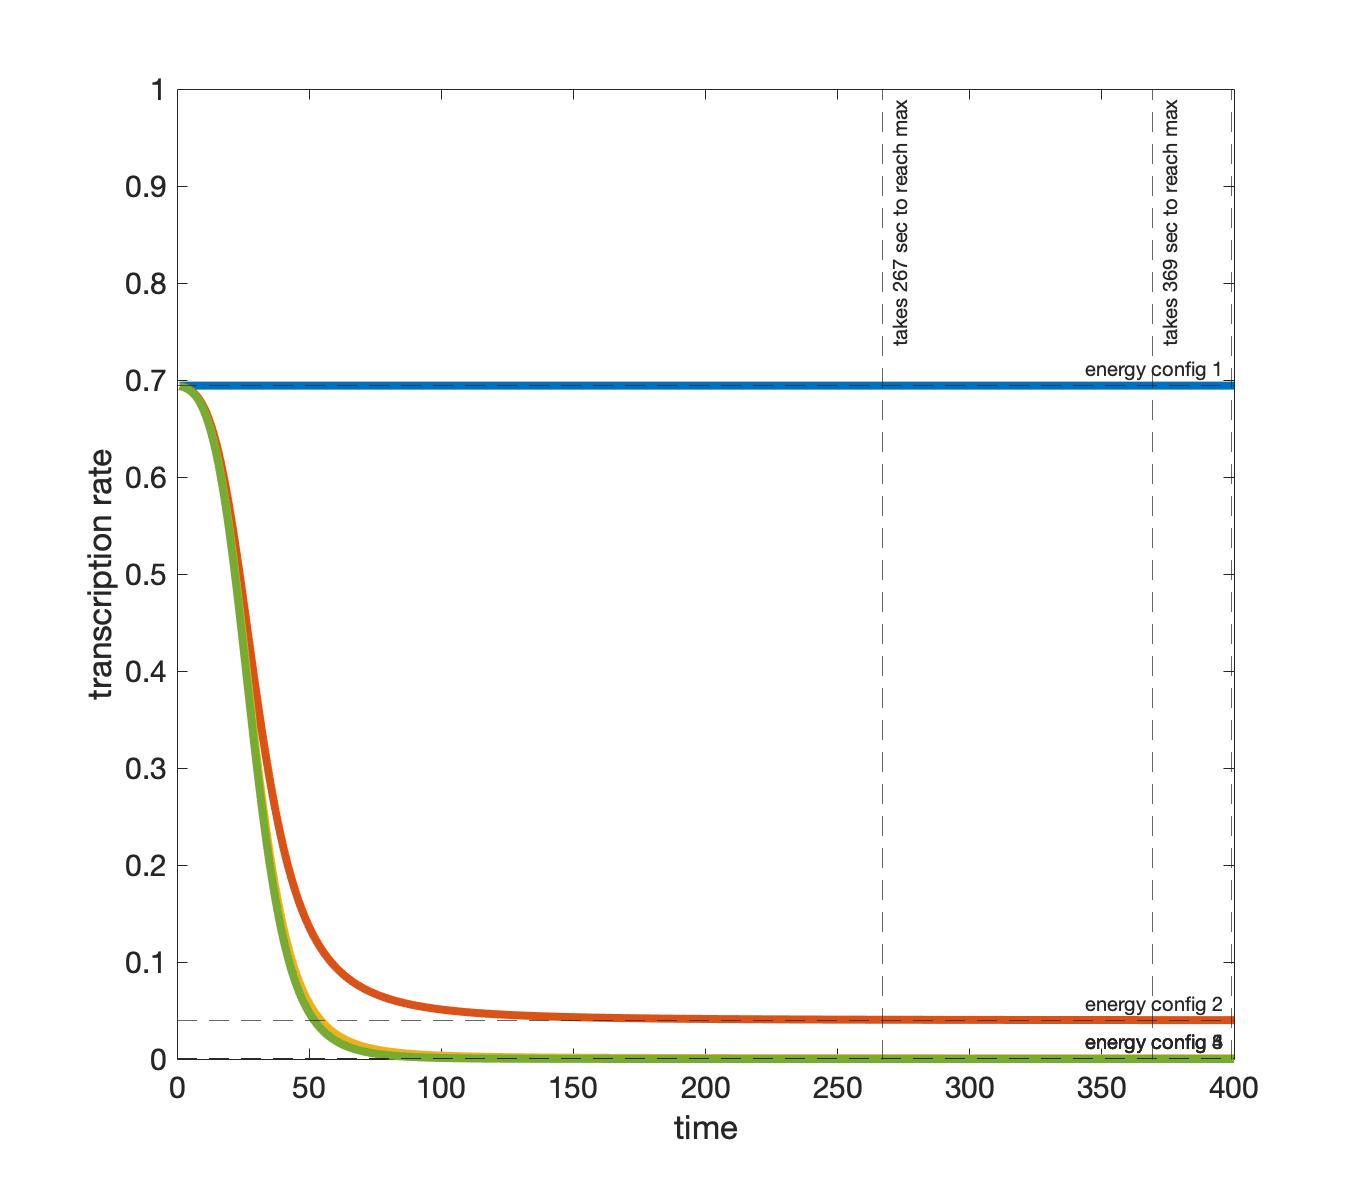 1
0.9
0.8
0.7
0.6
0.5
0.4
0.3
0.2
0.1
0
transcription rate
takes 267 sec to reach max
takes 369 sec to reach max
energy config 1
energy config 2
energy config
0 50 100 150 200 250 300 350 400
time